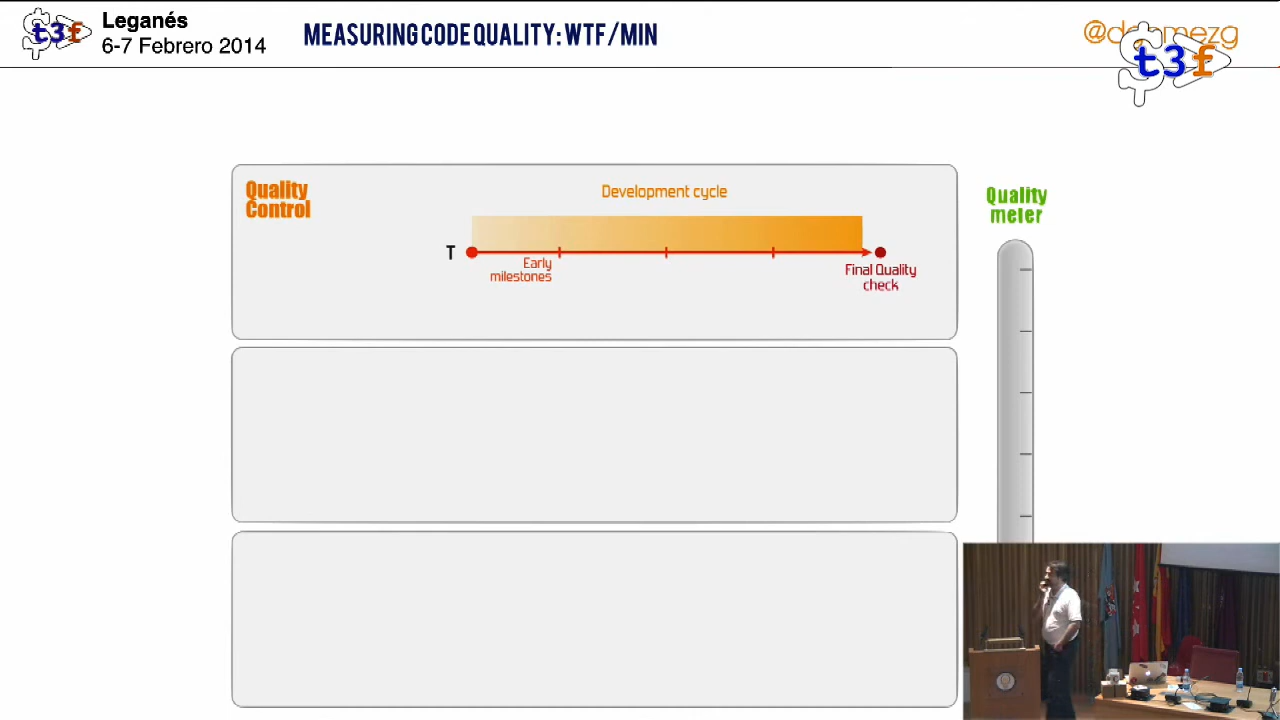 t3f
Leganés
6-7 Febrero 2014
MEASURING CODE QUALITY: WTF/MIN
t3f
Quality
Control
Development cycle
T
Early
milestones
Final Quality
check
Quality
meter